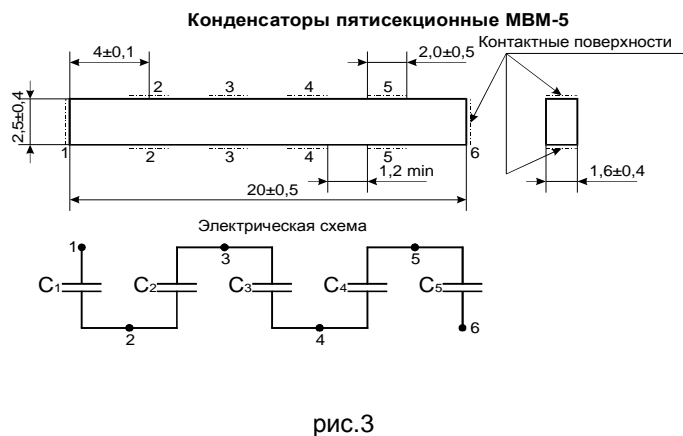 Конденсаторы пятисекционные МВМ-5
4±0,1
2,0±0,5
Контактные поверхности
2 3 4 5
2,5±0,4
1 2 3 4 5 6
1,2 min
1,6±0,4
20±0,5
Электрическая схема
1 3 5
C1 C2 C3 C4 C5
2 4 6
рис.3